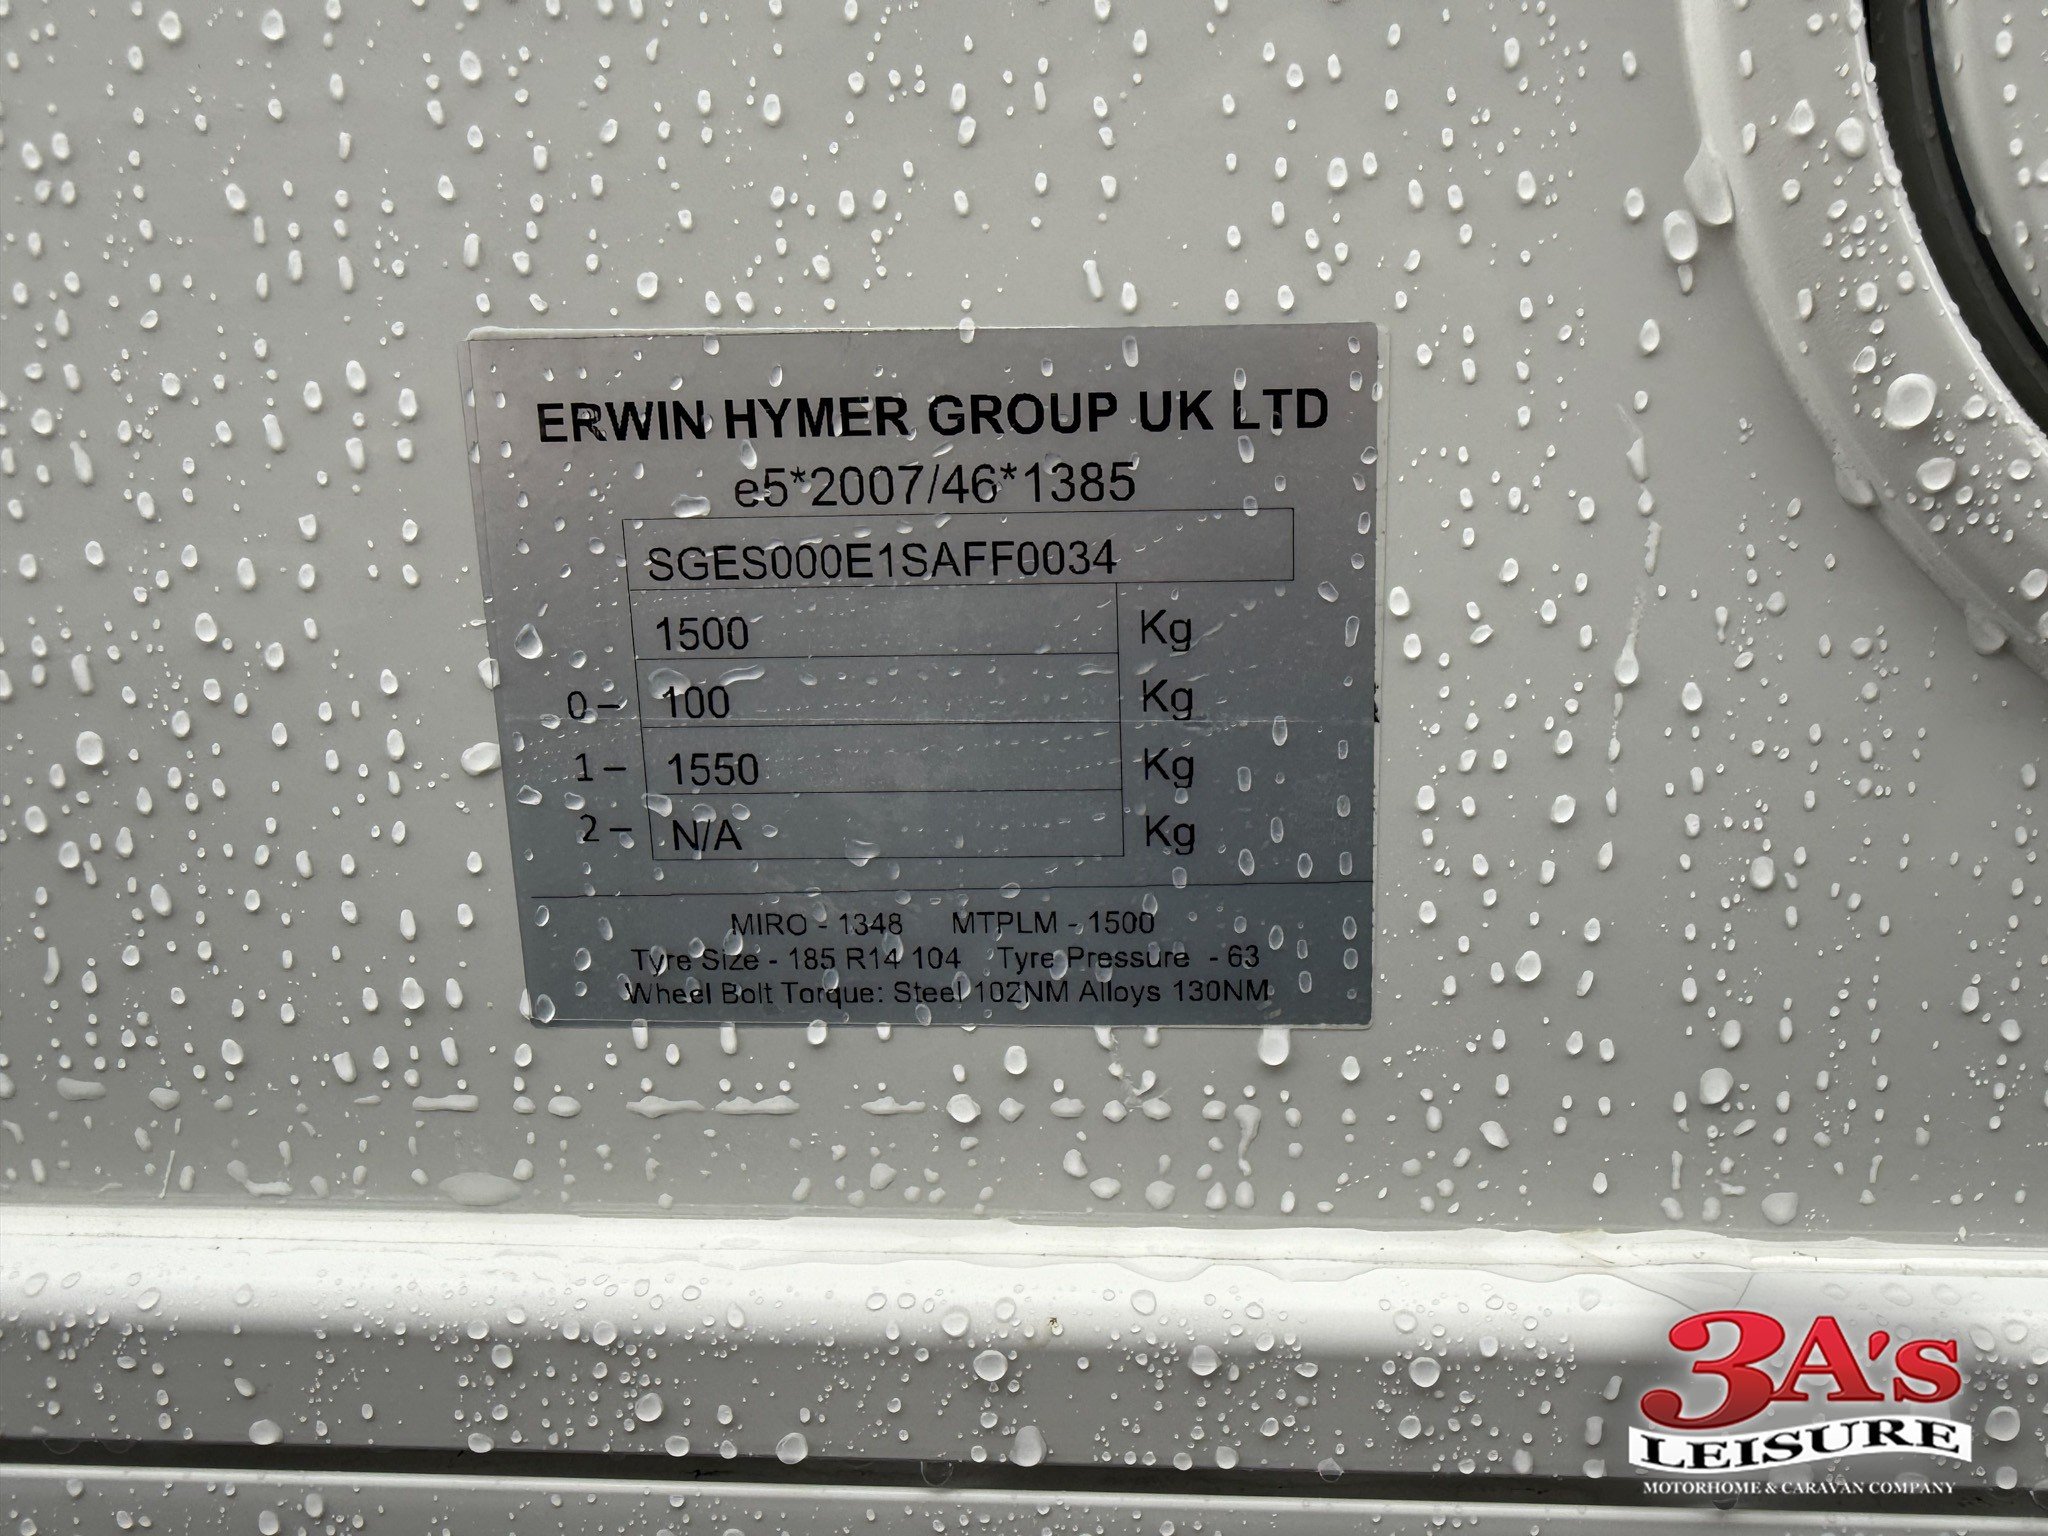 ERWIN HYMER GROUP UK LTD
e5*2007/46*1385
SGES000E1SAFF0034
1500 Kg
0– 100 Kg
1– 1550 Kg
2– N/A Kg
MIRO - 1348 MTPLM - 1500
Tyre Size - 185 R14 104 Tyre Pressure - 63
Wheel Bolt Torque: Steel 102NM Alloys 130NM
3A's
LEISURE
MOTORHOME & CARAVAN COMPANY